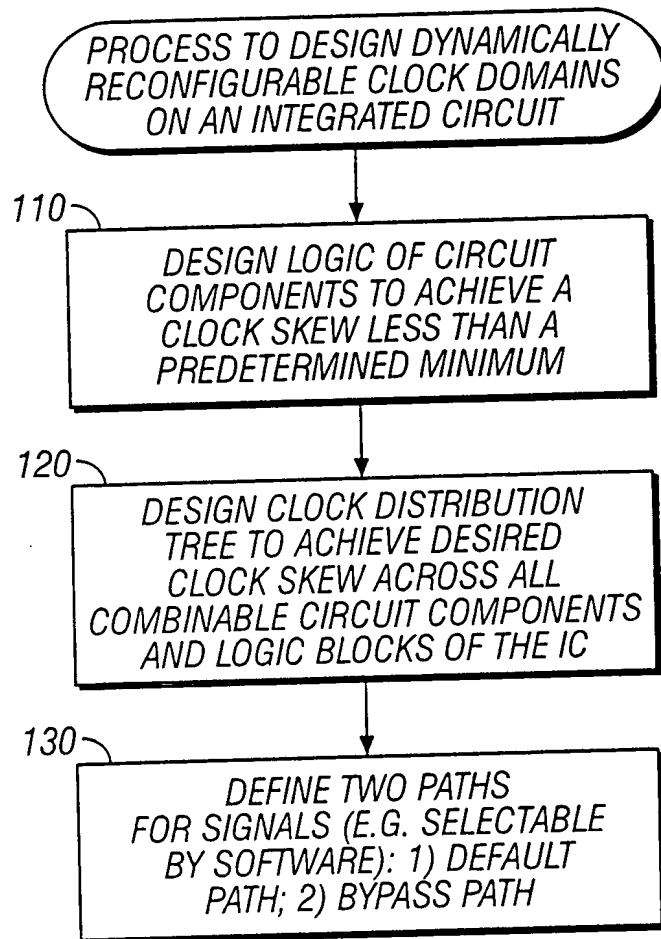 PROCESS TO DESIGN DYNAMICALLY
RECONFIGURABLE CLOCK DOMAINS
ON AN INTEGRATED CIRCUIT
110
DESIGN LOGIC OF CIRCUIT
COMPONENTS TO ACHIEVE A
CLOCK SKEW LESS THAN A
PREDETERMINED MINIMUM
120
DESIGN CLOCK DISTRIBUTION
TREE TO ACHIEVE DESIRED
CLOCK SKEW ACROSS ALL
COMBINABLE CIRCUIT COMPONENTS
AND LOGIC BLOCKS OF THE IC
130
DEFINE TWO PATHS
FOR SIGNALS (E.G. SELECTABLE
BY SOFTWARE): 1) DEFAULT
PATH; 2) BYPASS PATH